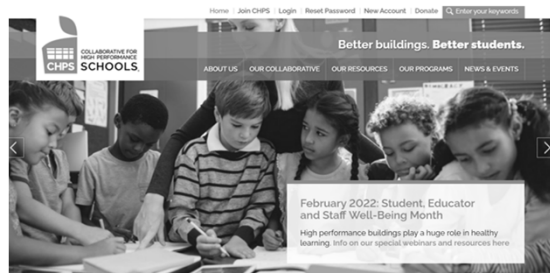 Home | Join CHPS | Login | Reset Password | New Account | Donate
Enter your keywords
CHPS
COLLABORATIVE FOR
HIGH PERFORMANCE
SCHOOLS
Better buildings. Better students.
ABOUT US
OUR COLLABORATIVE
OUR RESOURCES
OUR PROGRAMS
NEWS & EVENTS
February 2022: Student, Educator
and Staff Well-Being Month
High performance buildings play a huge role in healthy
learning. Info on our special webinars and resources here